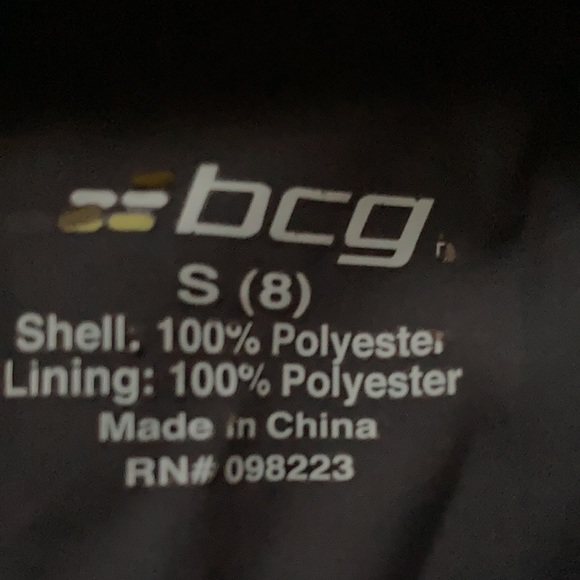 bcg
S (8)
Shell: 100% Polyester
Lining: 100% Polyester
Made in China
RN# 098223